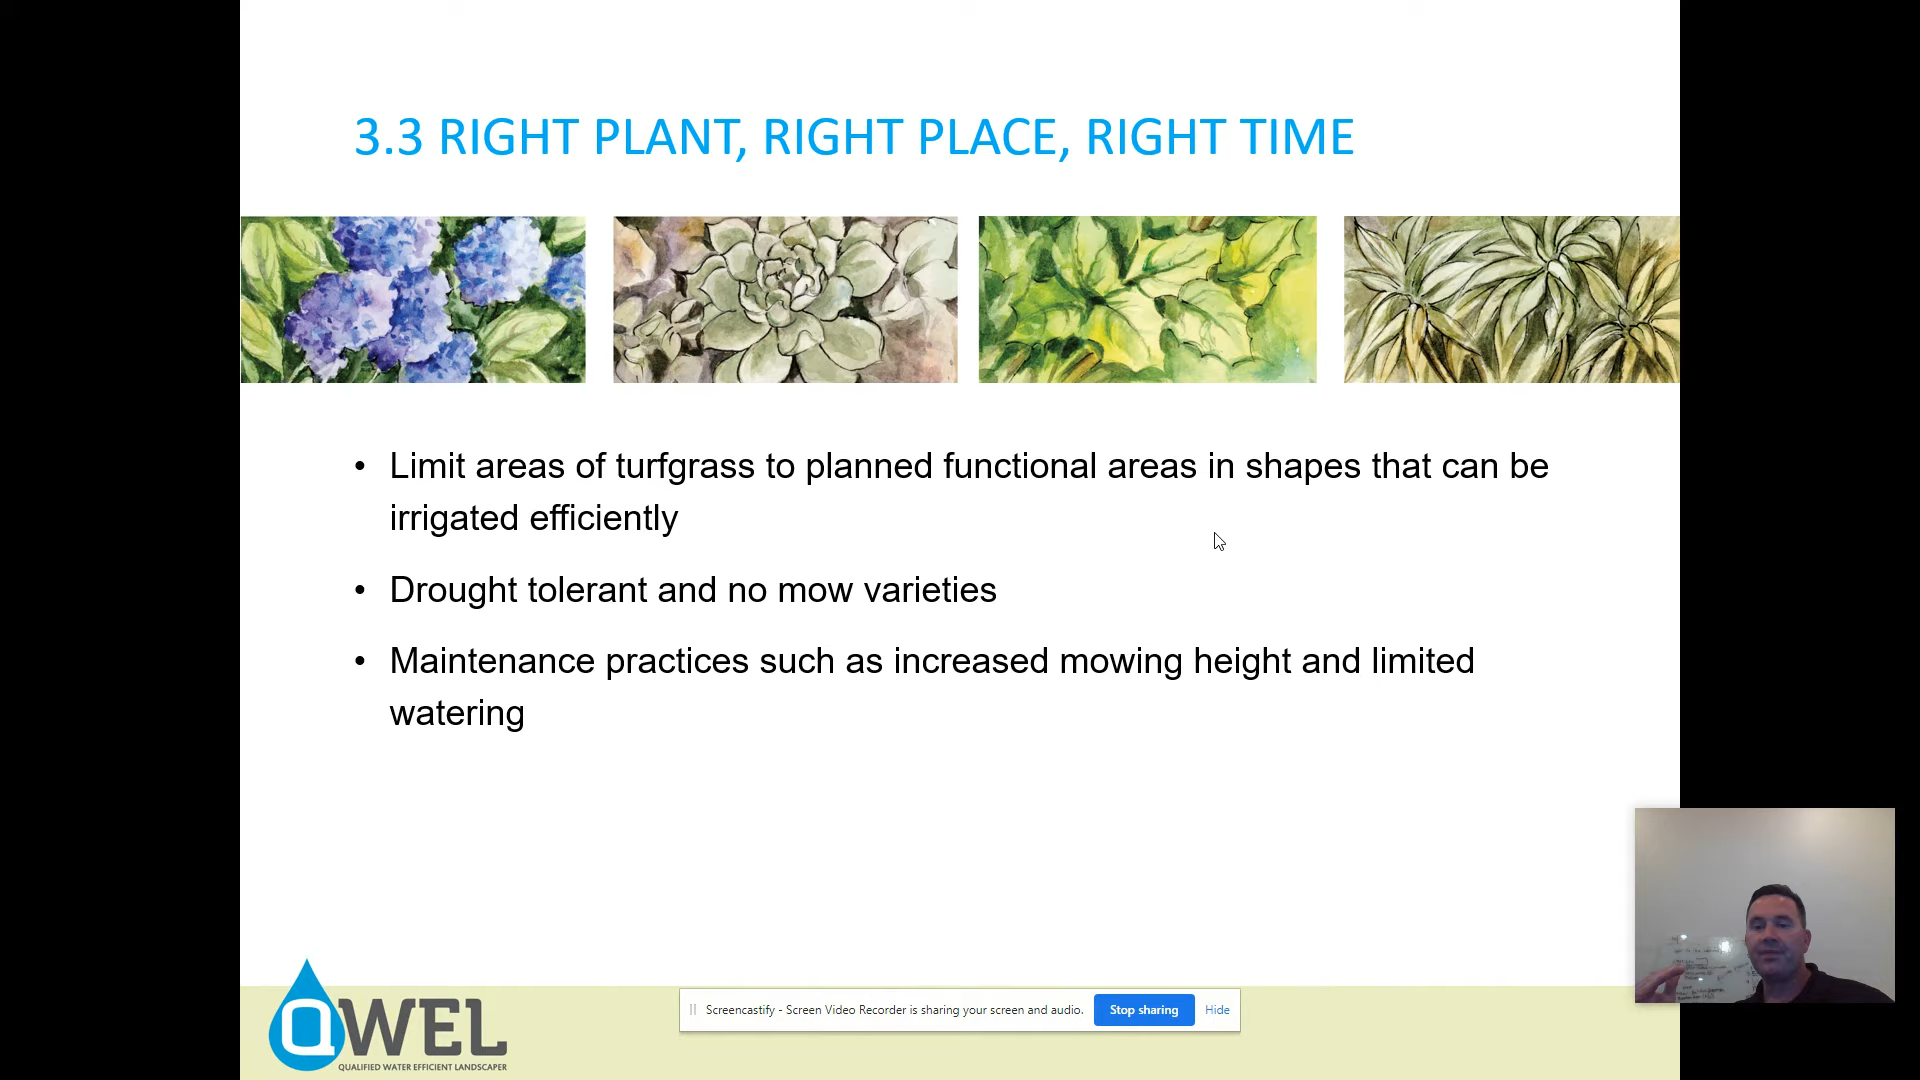 3.3 RIGHT PLANT, RIGHT PLACE, RIGHT TIME
• Limit areas of turfgrass to planned functional areas in shapes that can be
irrigated efficiently
• Drought tolerant and no mow varieties
• Maintenance practices such as increased mowing height and limited
watering
QWEL
QUALIFIED WATER EFFICIENT LANDSCAPER
Screencastify - Screen Video Recorder is sharing your screen and audio. Stop sharing Hide